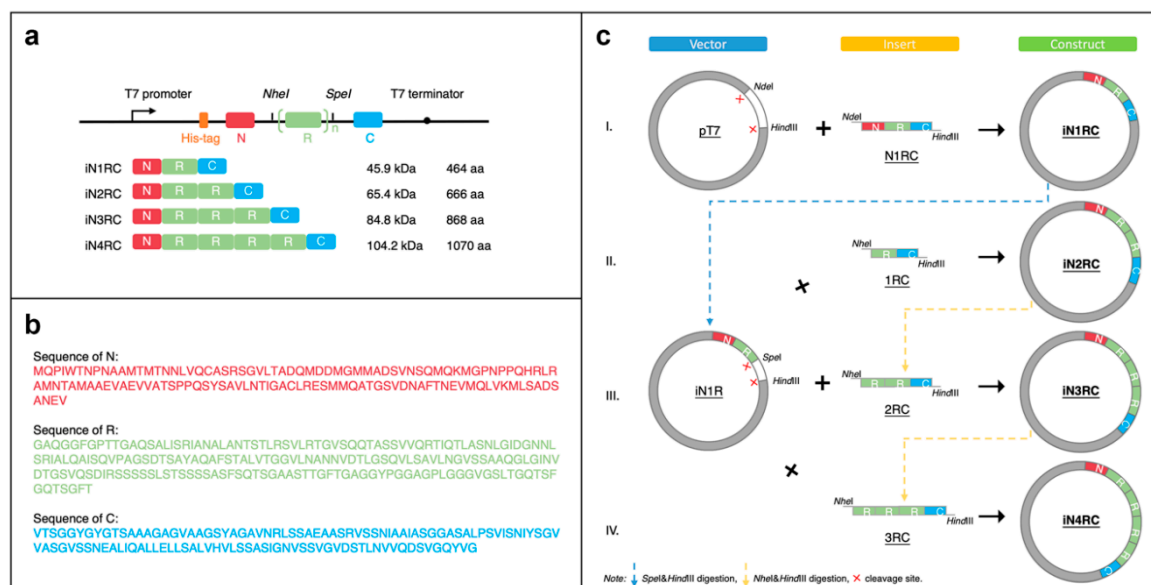 a
T7 promoter
NheI
SpeI
T7 terminator
His-tag
N
R
n
C
iN1RC N R C 45.9 kDa 464 aa
iN2RC N R R C 65.4 kDa 666 aa
iN3RC N R R R C 84.8 kDa 868 aa
iN4RC N R R R R C 104.2 kDa 1070 aa
b
Sequence of N:
MQPIWTNPNAAMTMTNNLVQCASRSGVLTADQMDDMGMMADSVNSQMQKMGPNPPQHRLR
AMNTAMAAEVAEVVATSPPQSYSAVLNTIGACLRESMMQATGSVDNAFTNEVMQLVKMLSADS
ANEV
Sequence of R:
GAQGGFGPTTGAQSALISRIANALANTSTLRSVLRTGVSQQTASSVVQRTIQTLASNLGIDGNNL
SRIALQAISQVPAGSDTSAYAQAFSTALVTGGVLNANNVDTLGSQVLSAVLNGVSSAAQGLGINV
DTGSVQSDIRSSSSSLSTSSSSASFSQTSGAASTTGFTGAGGYPGGAGPLGGGVGSLTGQTSF
GQTSGFT
Sequence of C:
VTSGGYGYGTSAAAGAGVAAGSYAGAVNRLSSAEAASRVSSNIAAIASGGASALPSVISNIYSGV
VASGVSSNEALIQALLELLSALVHVLSSASIGNVSSVGVDSTLNVVQDSVGQYVG
c
Vector
Insert
Construct
I.
NdeI
HindIII
pT7
+
NdeI
N R C
HindIII
N1RC
N R C
iN1RC
II.
NheI
R C
HindIII
1RC
N R R C
iN2RC
III.
N R
SpeI
HindIII
iN1R
+
NheI
R R C
HindIII
2RC
N R R R C
iN3RC
IV.
NheI
R R R C
HindIII
3RC
N R R R R C
iN4RC
Note: SpeI&HindIII digestion, NheI&HindIII digestion, × cleavage site.